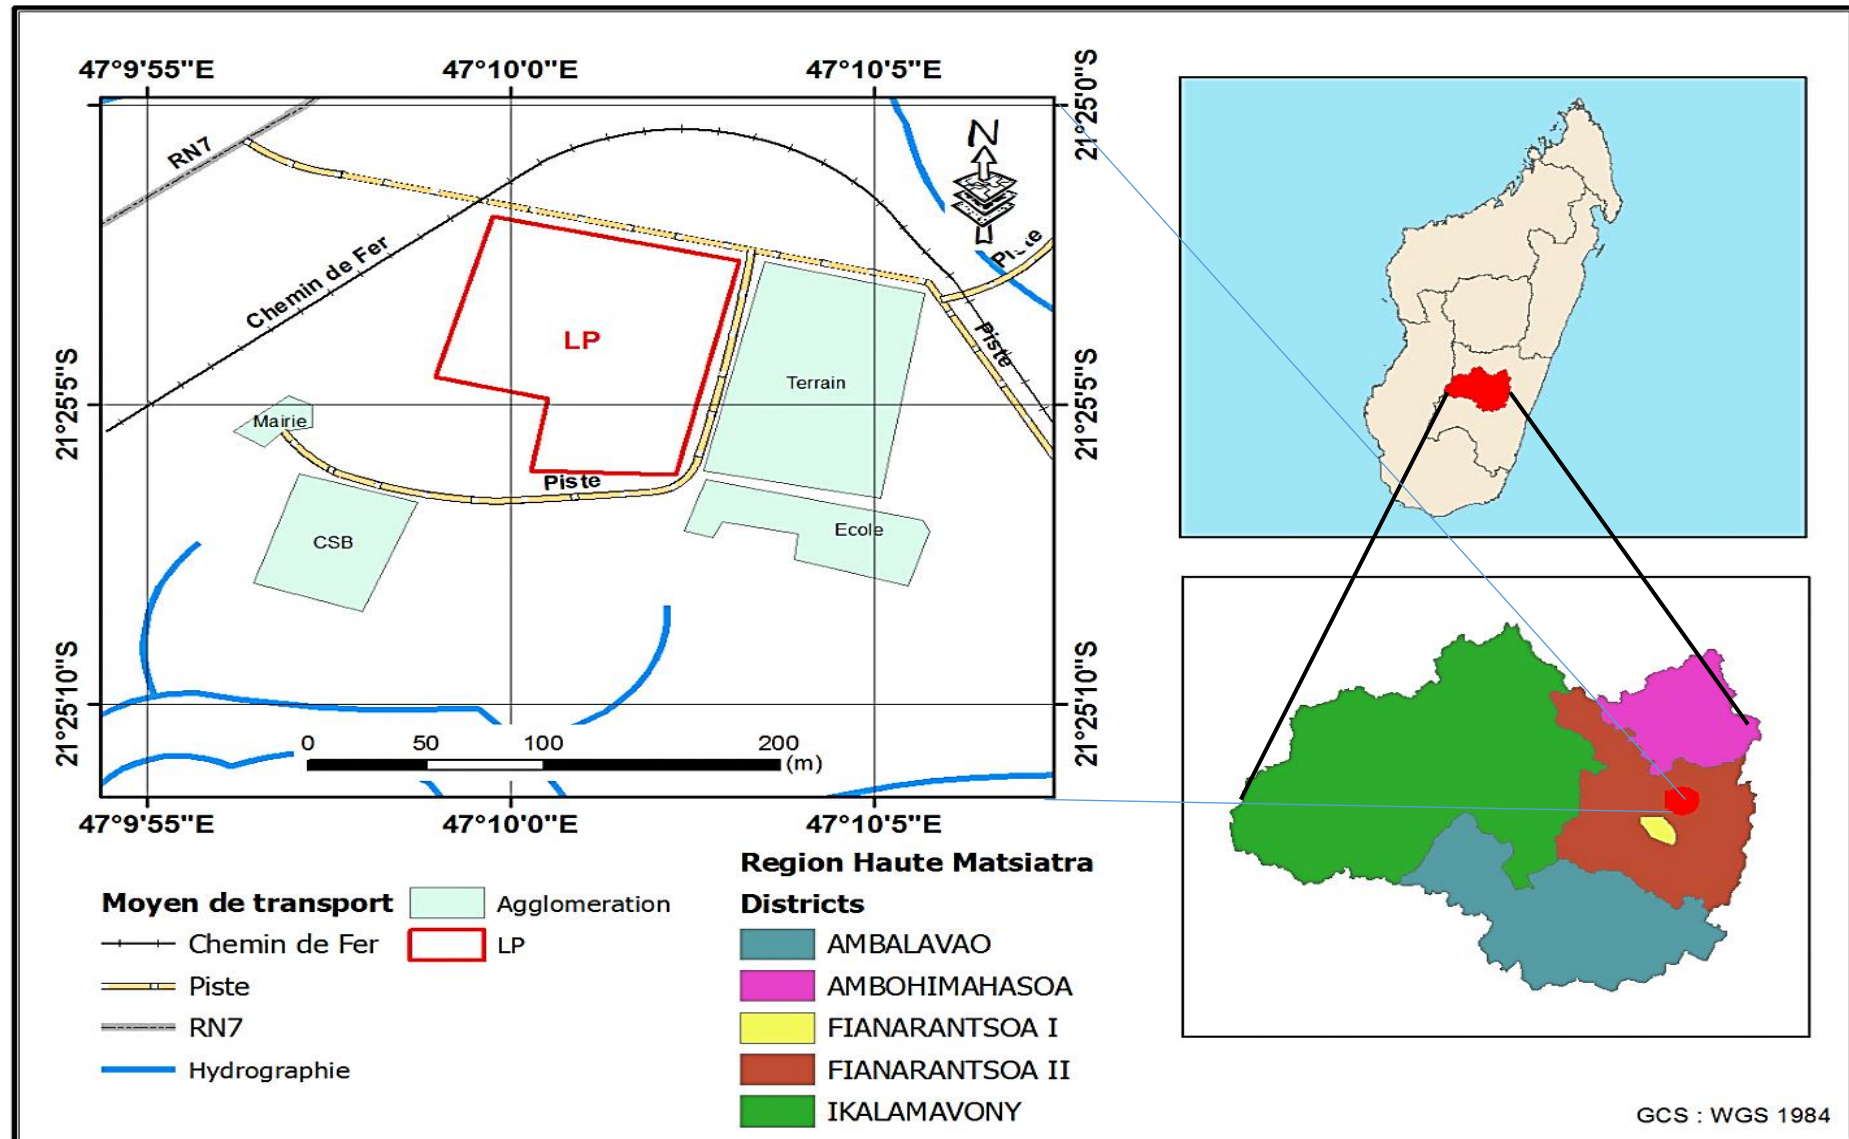 47°9'55"E 47°10'0"E 47°10'5"E
21°25'0"S
N
RN7
Chemin de Fer
Piste
LP
Piste
Terrain
21°25'5"S 21°25'5"S
Mairie
Piste
Ecole
CSB
21°25'10"S 21°25'10"S
0 50 100 200
(m)
47°9'55"E 47°10'0"E 47°10'5"E
Moyen de transport
Chemin de Fer
Piste
RN7
Hydrographie
Agglomeration
LP
Region Haute Matsiatra
Districts
AMBALAVAO
AMBOHIMAHASOA
FIANARANTSOA I
FIANARANTSOA II
IKALAMAVONY
GCS : WGS 1984